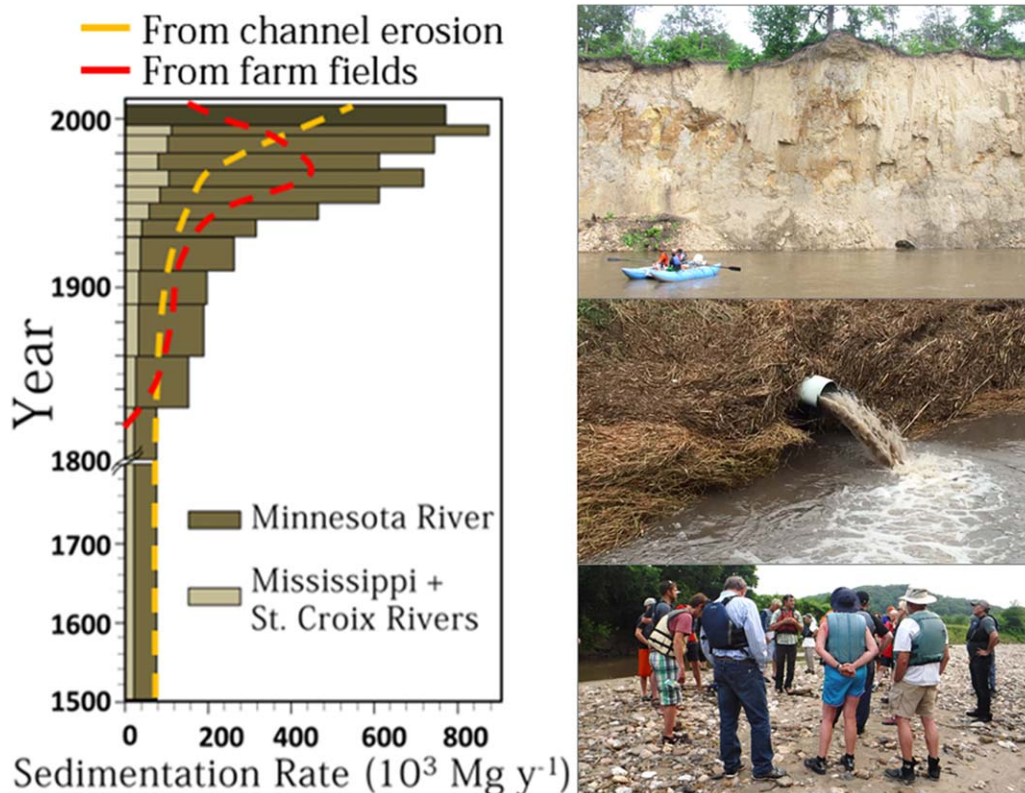 From channel erosion
From farm fields
2000
1900
1800
1700
1600
1500
Year
Minnesota River
Mississippi +
St. Croix Rivers
0 200 400 600 800
Sedimentation Rate (10³ Mg y⁻¹)